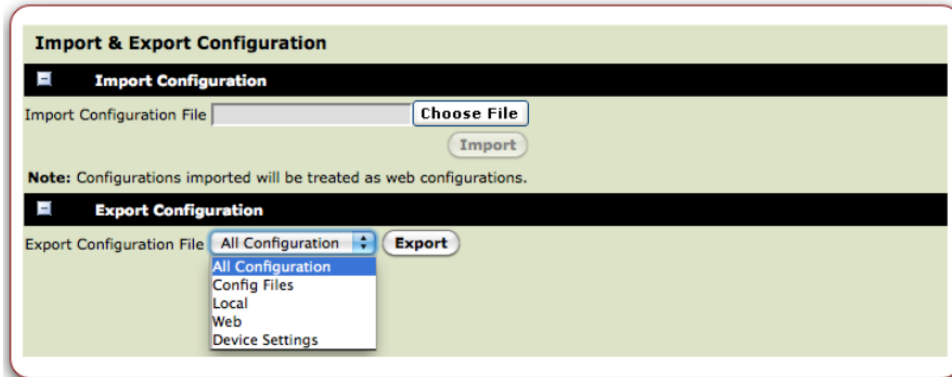 Import & Export Configuration
Import Configuration
Import Configuration File Choose File
Import
Note: Configurations imported will be treated as web configurations.
Export Configuration
Export Configuration File All Configuration Export
All Configuration
Config Files
Local
Web
Device Settings